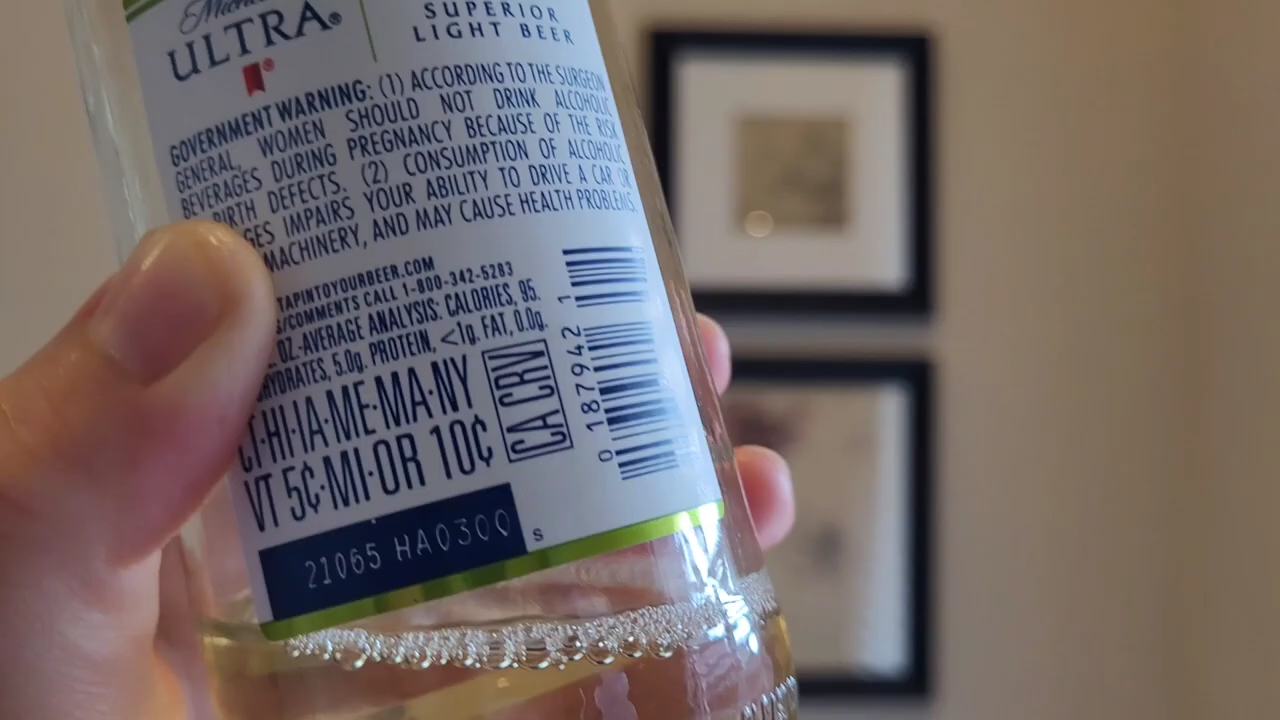 ULTRA®
SUPERIOR
LIGHT BEER
GOVERNMENT WARNING: (1) ACCORDING TO THE SURGEON
GENERAL, WOMEN SHOULD NOT DRINK ALCOHOLIC
BEVERAGES DURING PREGNANCY BECAUSE OF THE RISK
BIRTH DEFECTS. (2) CONSUMPTION OF ALCOHOLIC
GES IMPAIRS YOUR ABILITY TO DRIVE A CAR OR
MACHINERY, AND MAY CAUSE HEALTH PROBLEMS.
TAPINTOYOURBEER.COM
S/COMMENTS CALL 1-800-342-5283
OZ.-AVERAGE ANALYSIS: CALORIES, 95.
HYDRATES, 5.0g. PROTEIN, <1g, FAT, 0.0g.
CT·HI·IA·ME·MA·NY
VT 5¢·MI·OR 10¢
CA CRV
0 187942 1
21065 HA0300
S